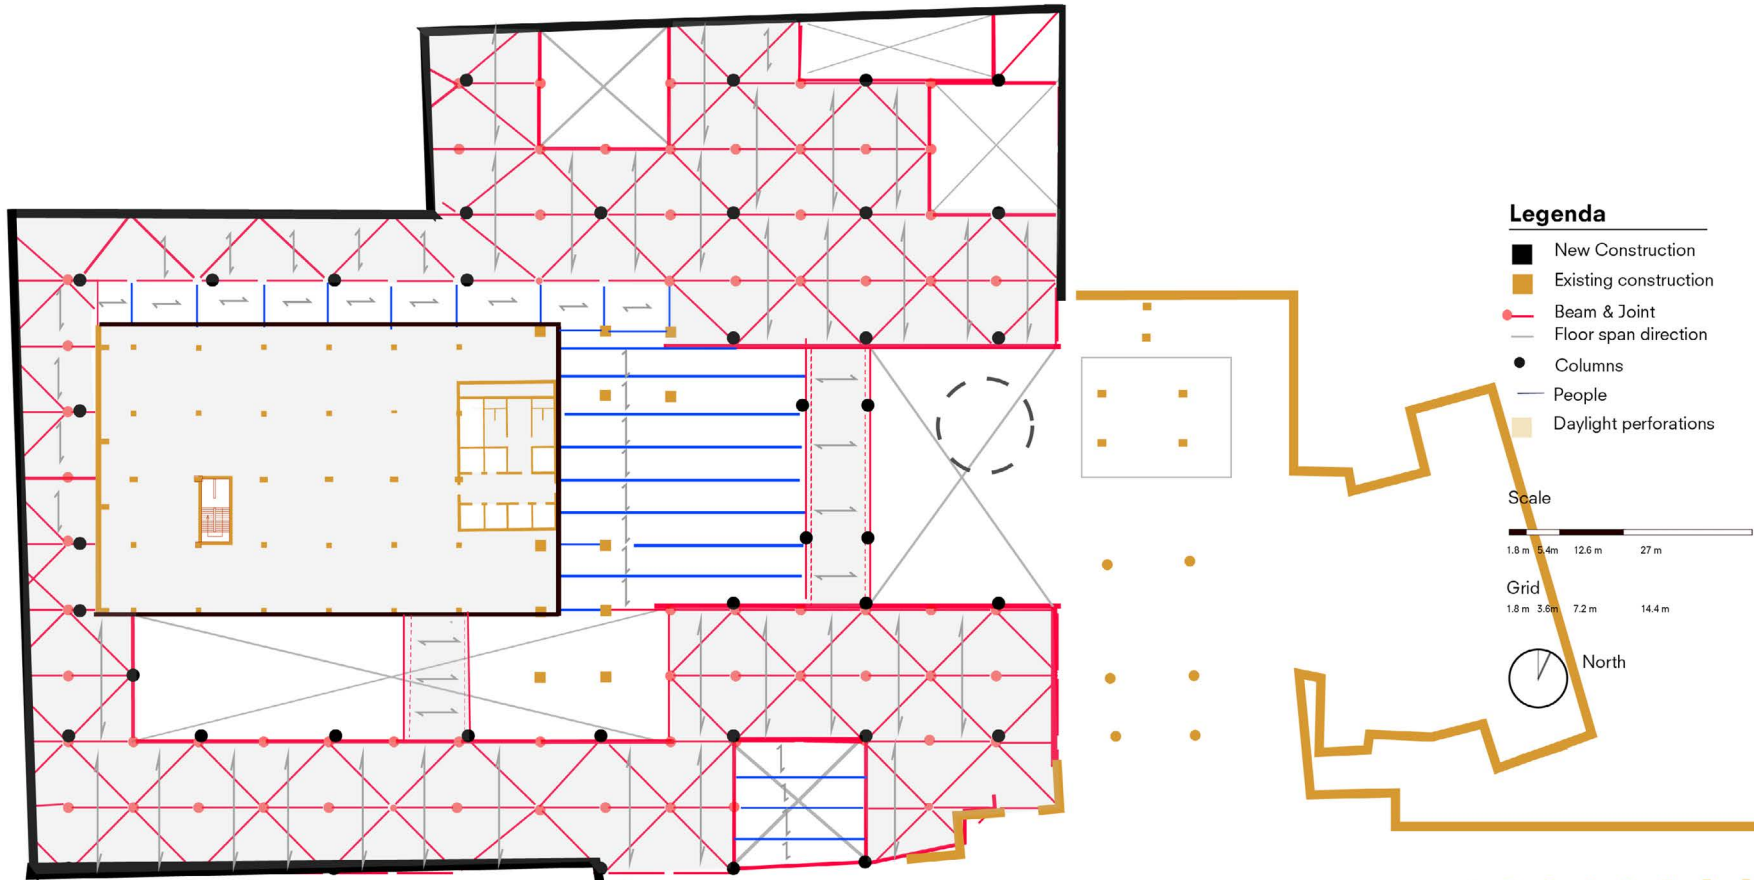 Legenda
New Construction
Existing construction
Beam & Joint
Floor span direction
Columns
People
Daylight perforations
Scale
1.8 m 5.4m 12.6 m 27 m
Grid
1.8 m 3.6m 7.2 m 14.4 m
North